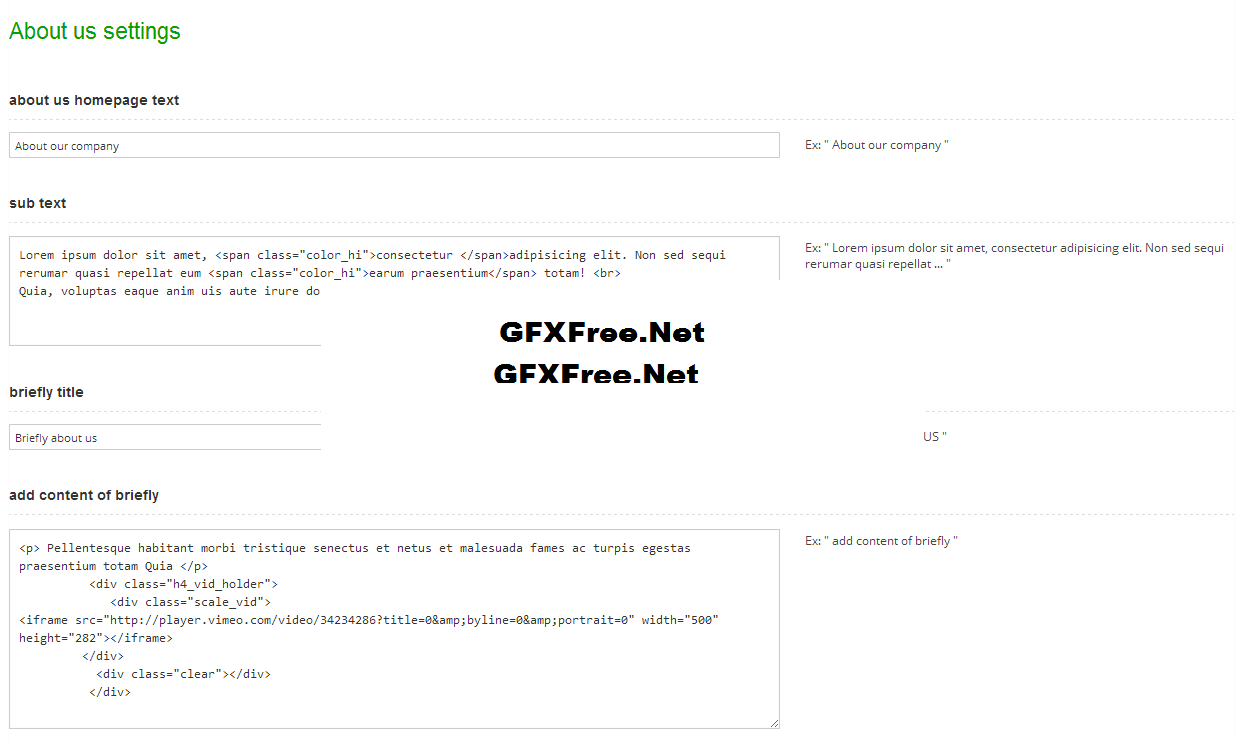 About us settings
about us homepage text
About our company
Ex: " About our company "
sub text
Lorem ipsum dolor sit amet, <span class="color_hi">consectetur </span>adipisicing elit. Non sed sequi
rerumar quasi repellat eum <span class="color_hi">earum praesentium</span> totam! <br>
Quia, voluptas eaque anim uis aute irure do
Ex: " Lorem ipsum dolor sit amet, consectetur adipisicing elit. Non sed sequi
rerumar quasi repellat ... "
GFXFree.Net
GFXFree.Net
briefly title
Briefly about us
US "
add content of briefly
<p> Pellentesque habitant morbi tristique senectus et netus et malesuada fames ac turpis egestas
praesentium totam Quia </p>
<div class="h4_vid_holder">
<div class="scale_vid">
<iframe src="http://player.vimeo.com/video/34234286?title=0&amp;byline=0&amp;portrait=0" width="500"
height="282"></iframe>
</div>
<div class="clear"></div>
</div>
Ex: " add content of briefly "